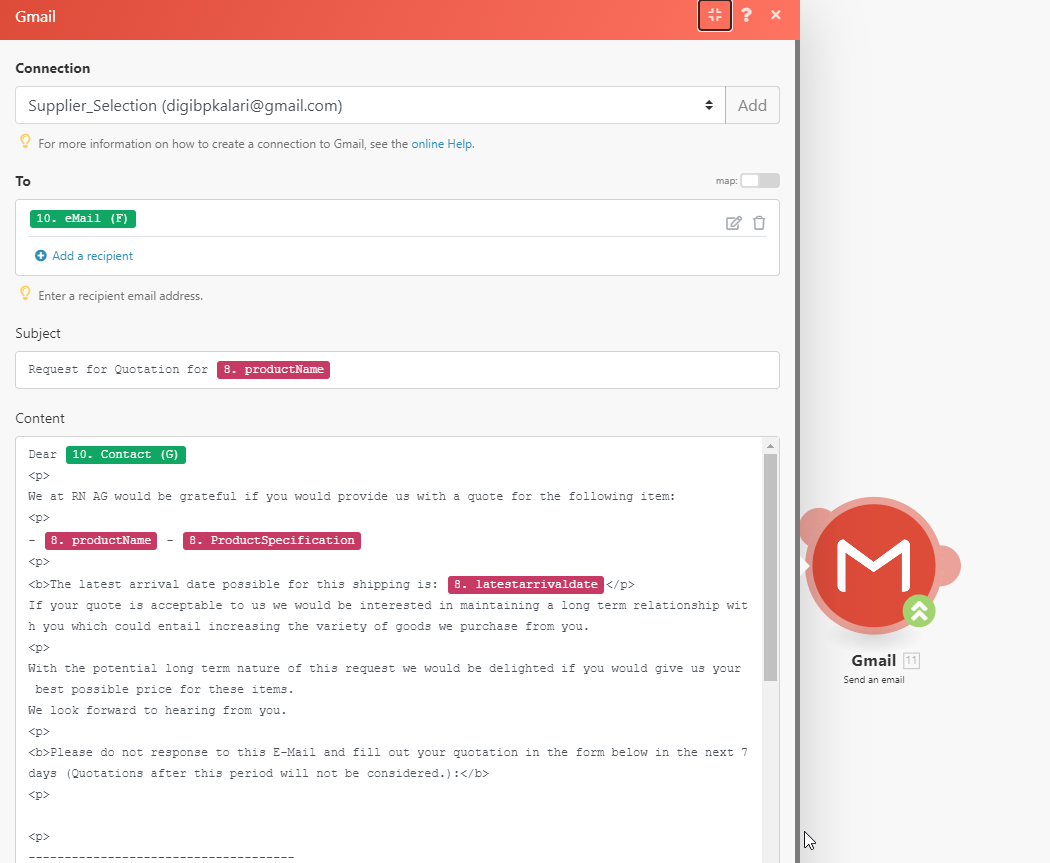 Gmail
?
×
Connection
Supplier_Selection (digibpkalari@gmail.com)
Add
For more information on how to create a connection to Gmail, see the online Help.
To
map:
10. eMail (F)
Add a recipient
Enter a recipient email address.
Subject
Request for Quotation for 8. productName
Content
Dear 10. Contact (G)
<p>
We at RN AG would be grateful if you would provide us with a quote for the following item:
<p>
- 8. productName - 8. ProductSpecification
<p>
<b>The latest arrival date possible for this shipping is: 8. latestarrivaldate </p>
If your quote is acceptable to us we would be interested in maintaining a long term relationship wit
h you which could entail increasing the variety of goods we purchase from you.
<p>
With the potential long term nature of this request we would be delighted if you would give us your
best possible price for these items.
We look forward to hearing from you.
<p>
<b>Please do not response to this E-Mail and fill out your quotation in the form below in the next 7
days (Quotations after this period will not be considered.):</b>
<p>
<p>
-------------------------------------
Gmail 11
Send an email